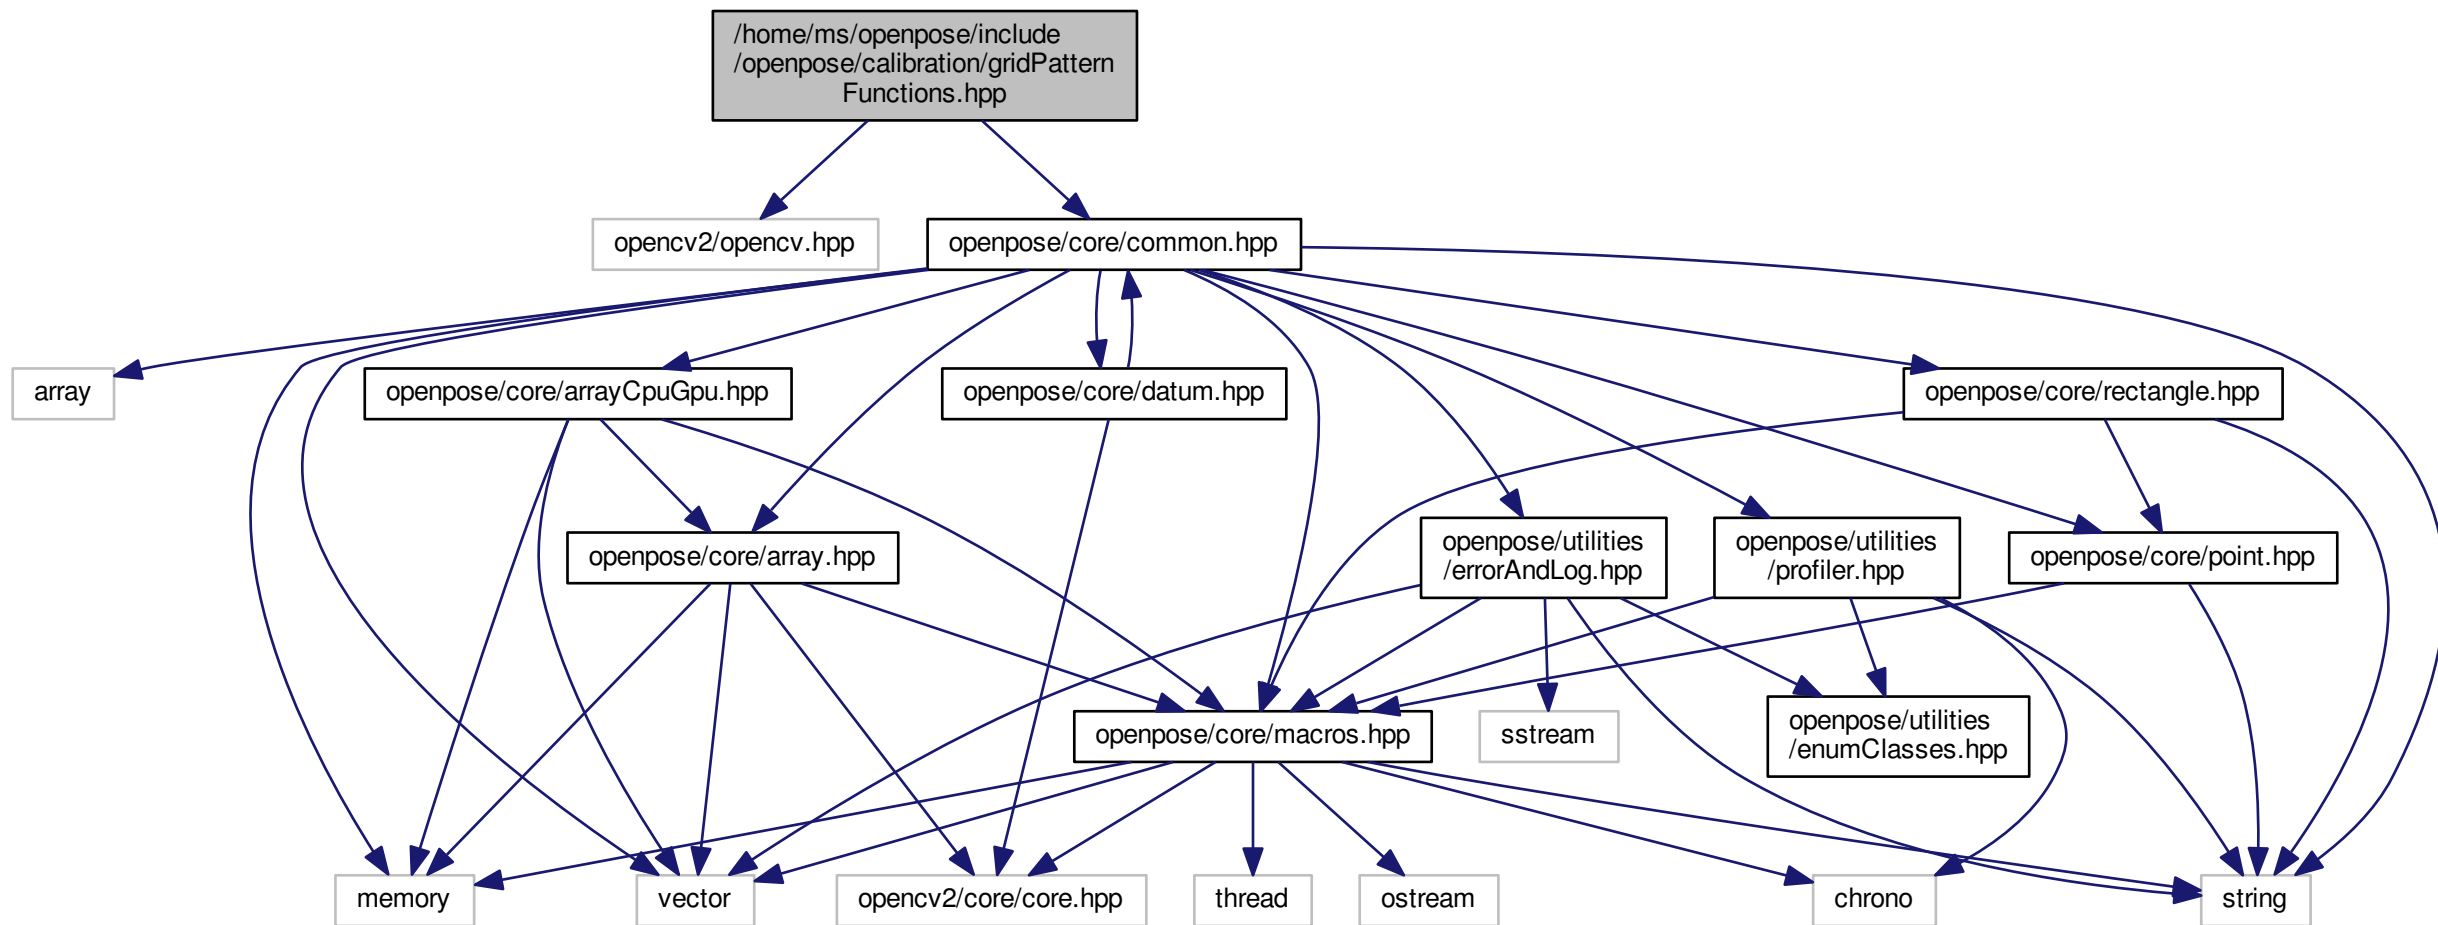 /home/ms/openpose/include
/openpose/calibration/gridPattern
Functions.hpp
opencv2/opencv.hpp
openpose/core/common.hpp
array
openpose/core/arrayCpuGpu.hpp
openpose/core/datum.hpp
openpose/core/rectangle.hpp
openpose/core/array.hpp
openpose/utilities
/errorAndLog.hpp
openpose/utilities
/profiler.hpp
openpose/core/point.hpp
openpose/core/macros.hpp
sstream
openpose/utilities
/enumClasses.hpp
memory
vector
opencv2/core/core.hpp
thread
ostream
chrono
string